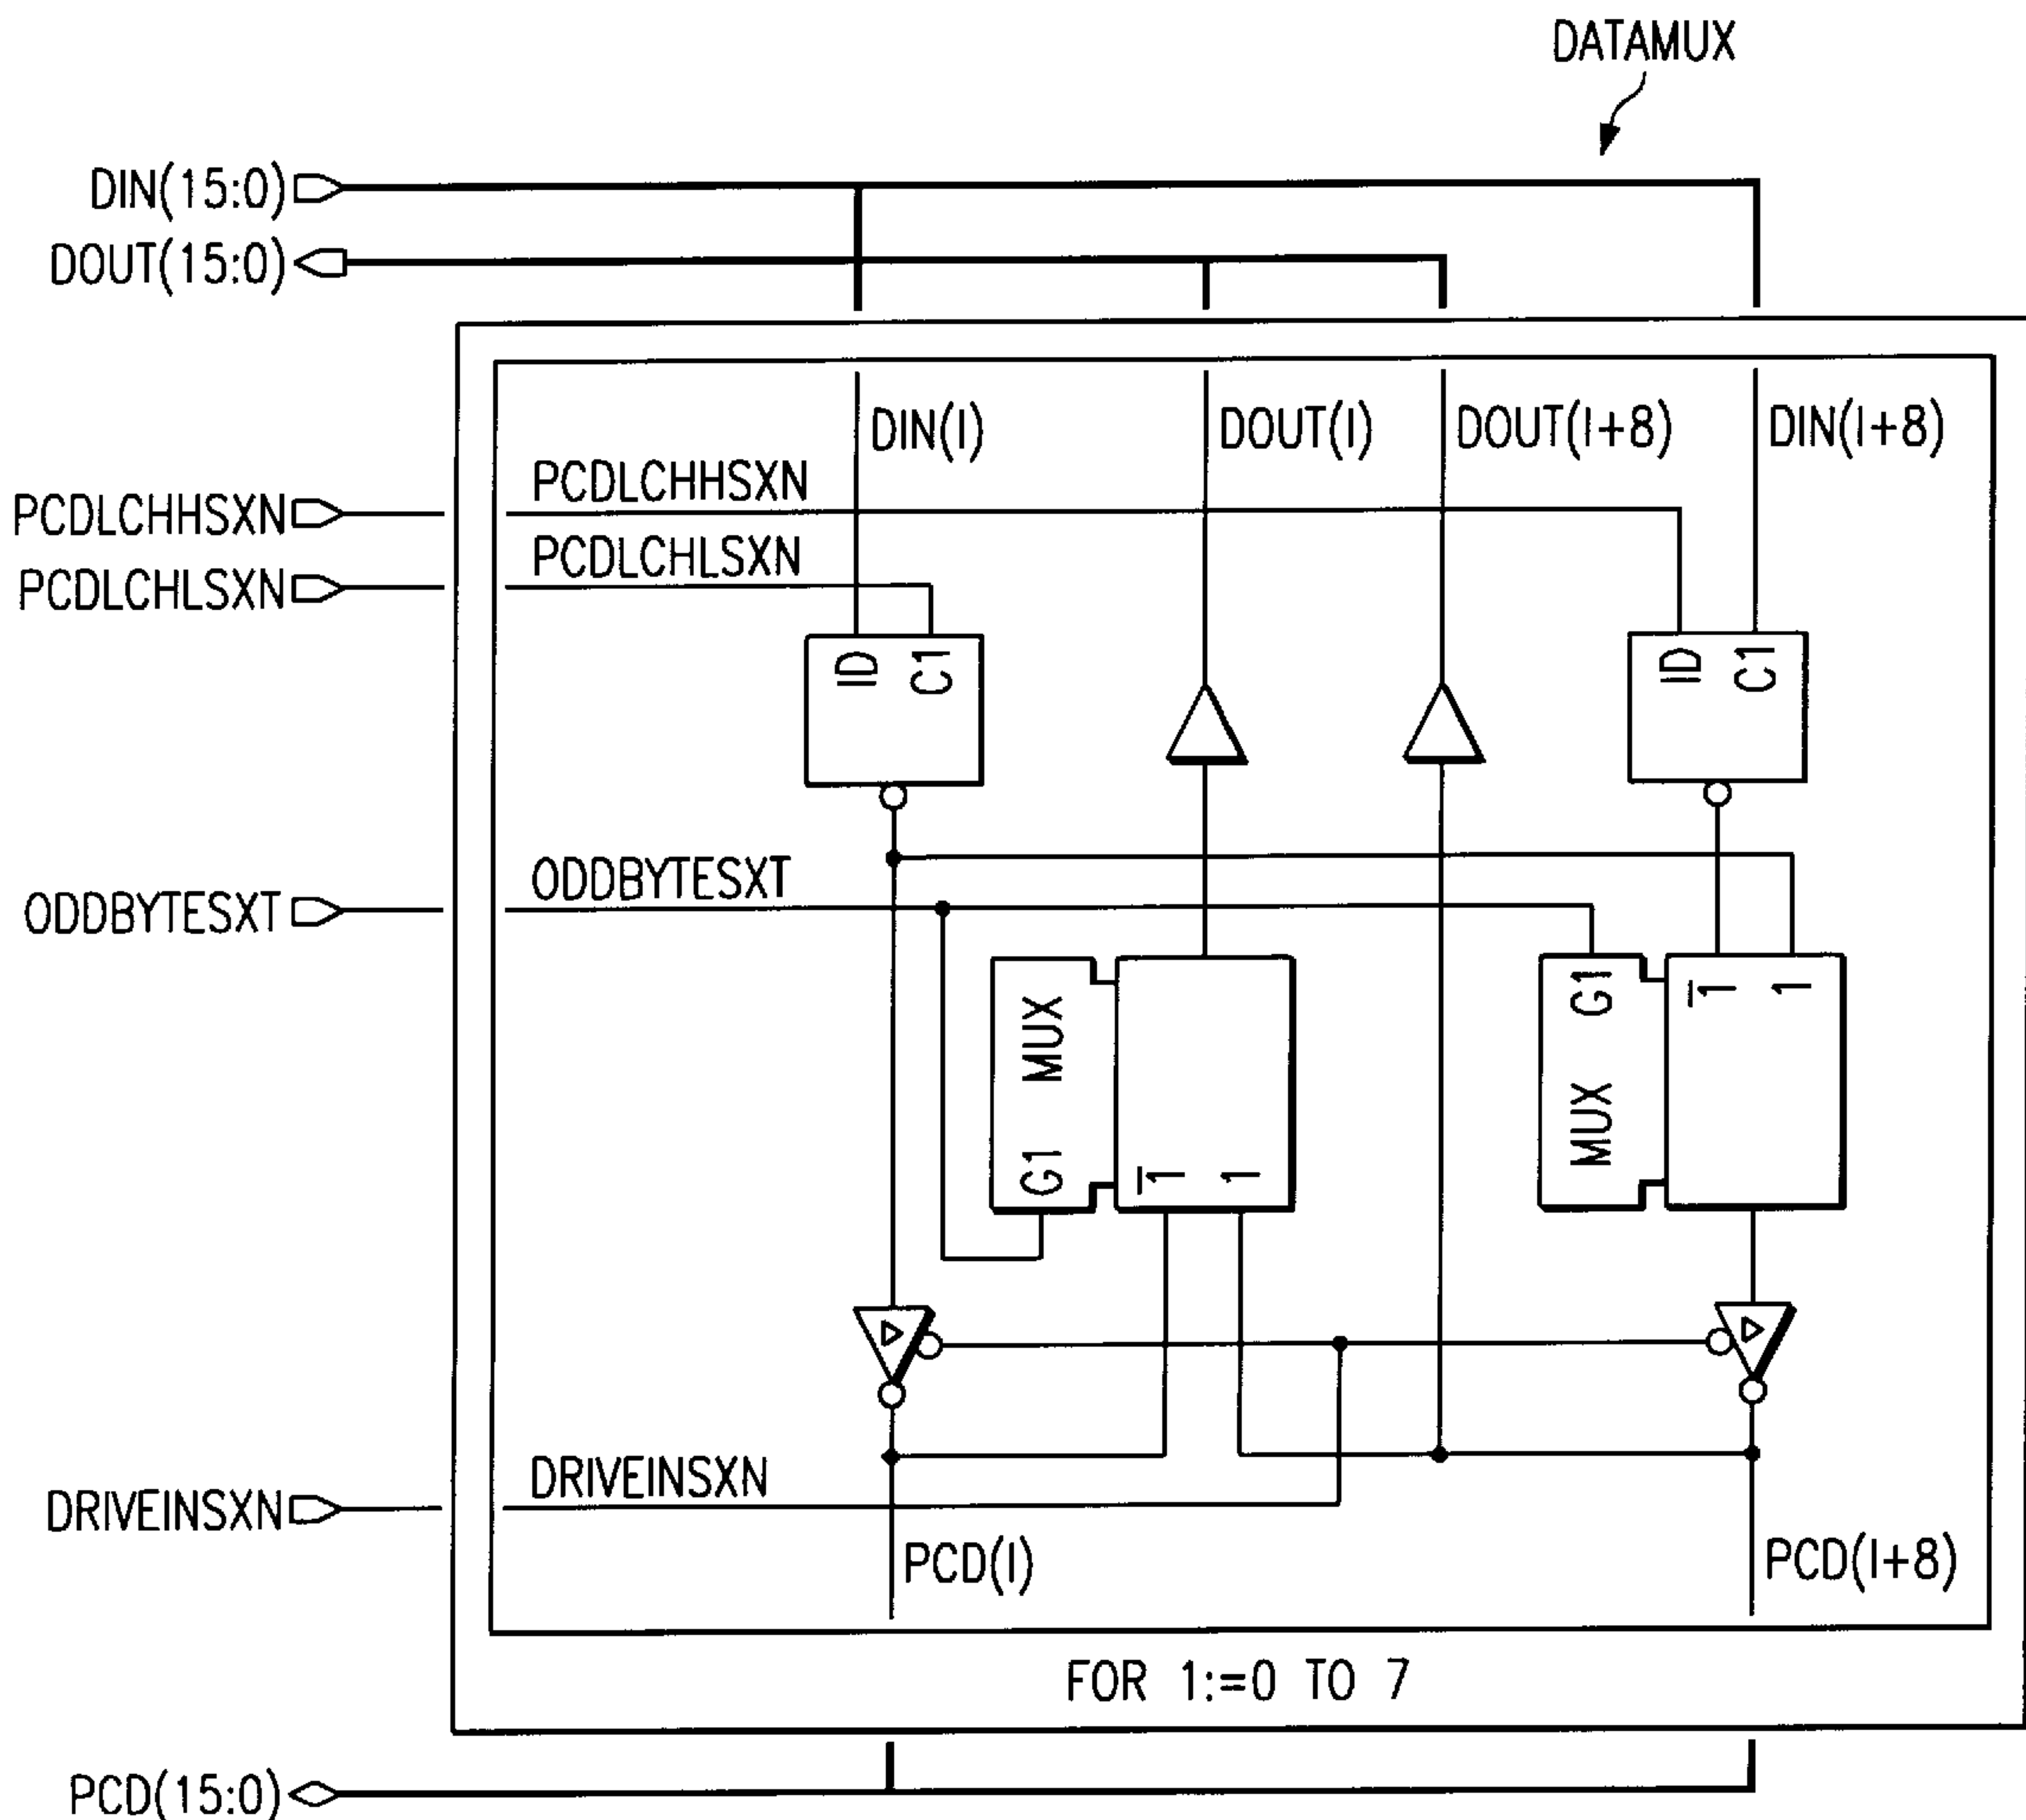 DATAMUX
DIN(15:0)
DOUT(15:0)
DIN(I)
DOUT(I)
DOUT(I+8)
DIN(I+8)
PCDLCHHSXN
PCDLCHHSXN
PCDLCHLSXN
PCDLCHLSXN
ID
C1
ID
C1
ODDBYTESXT
ODDBYTESXT
G1 MUX
1 1
MUX G1
1 1
DRIVEINSXN
DRIVEINSXN
PCD(I)
PCD(I+8)
FOR 1:=0 TO 7
PCD(15:0)